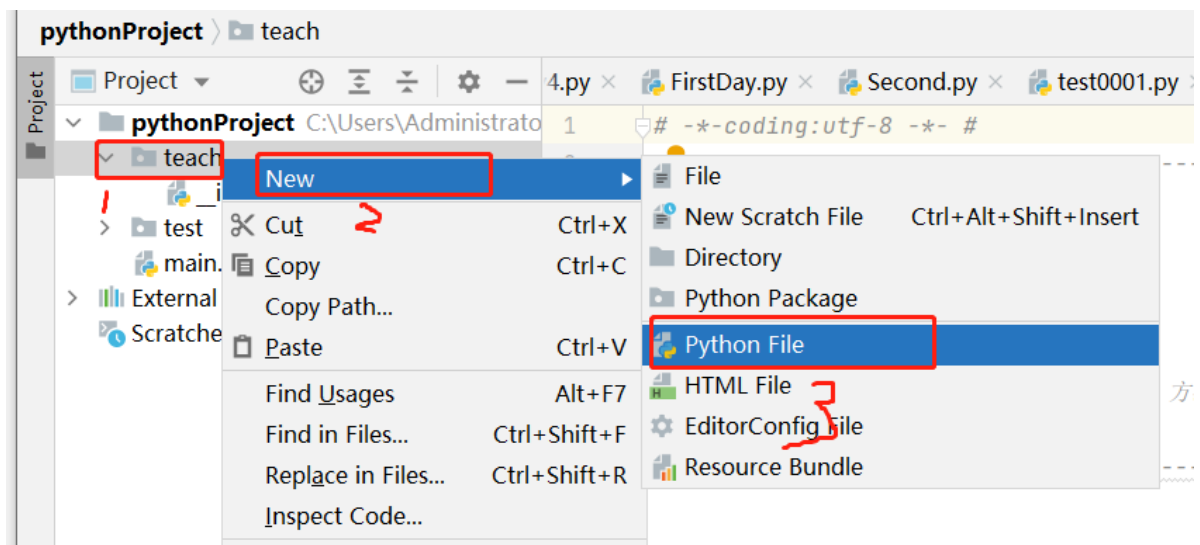 pythonProject 〉 teach
Project
Project
4.py × FirstDay.py × Second.py × test0001.py
pythonProject C:\Users\Administrato
1 # -*-coding:utf-8 -*- #
teach
__i
test
main.
External
Scratche
1
New
2
Cut Ctrl+X
Copy Ctrl+C
Copy Path...
Paste Ctrl+V
Find Usages Alt+F7
Find in Files... Ctrl+Shift+F
Replace in Files... Ctrl+Shift+R
Inspect Code...
File
New Scratch File Ctrl+Alt+Shift+Insert
Directory
Python Package
Python File
HTML File
3
EditorConfig File
Resource Bundle
方